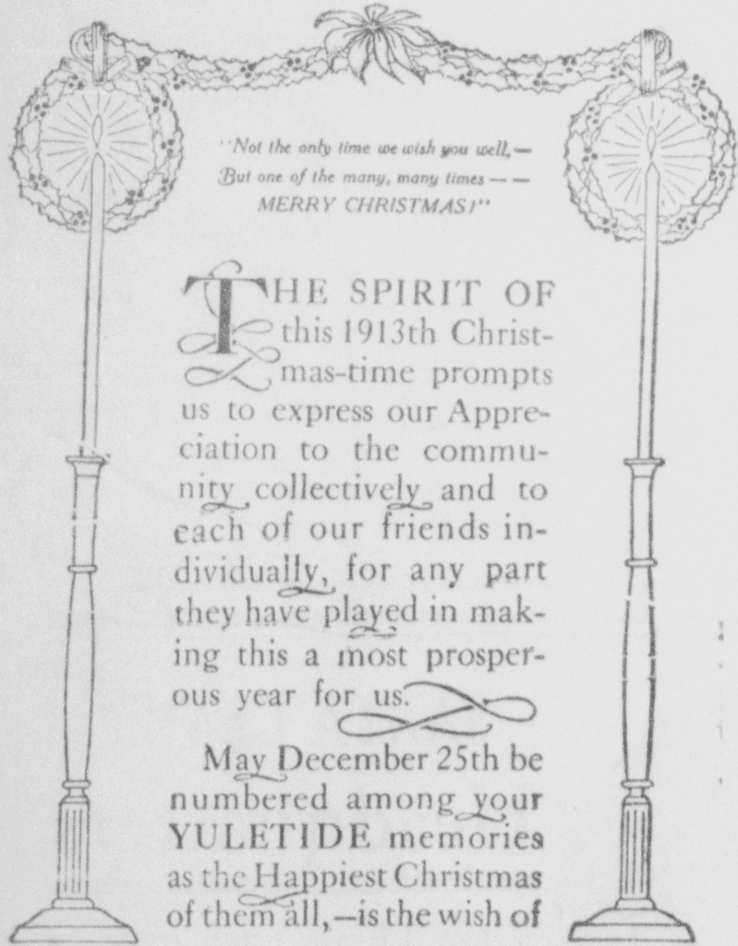 "Not the only time we wish you well,—
But one of the many, many times — —
MERRY CHRISTMAS!"
THE SPIRIT OF
this 1913th Christ-
mas-time prompts
us to express our Appre-
ciation to the commu-
nity collectively and to
each of our friends in-
dividually, for any part
they have played in mak-
ing this a most prosper-
ous year for us.
May December 25th be
numbered among your
YULETIDE memories
as the Happiest Christmas
of them all,—is the wish of